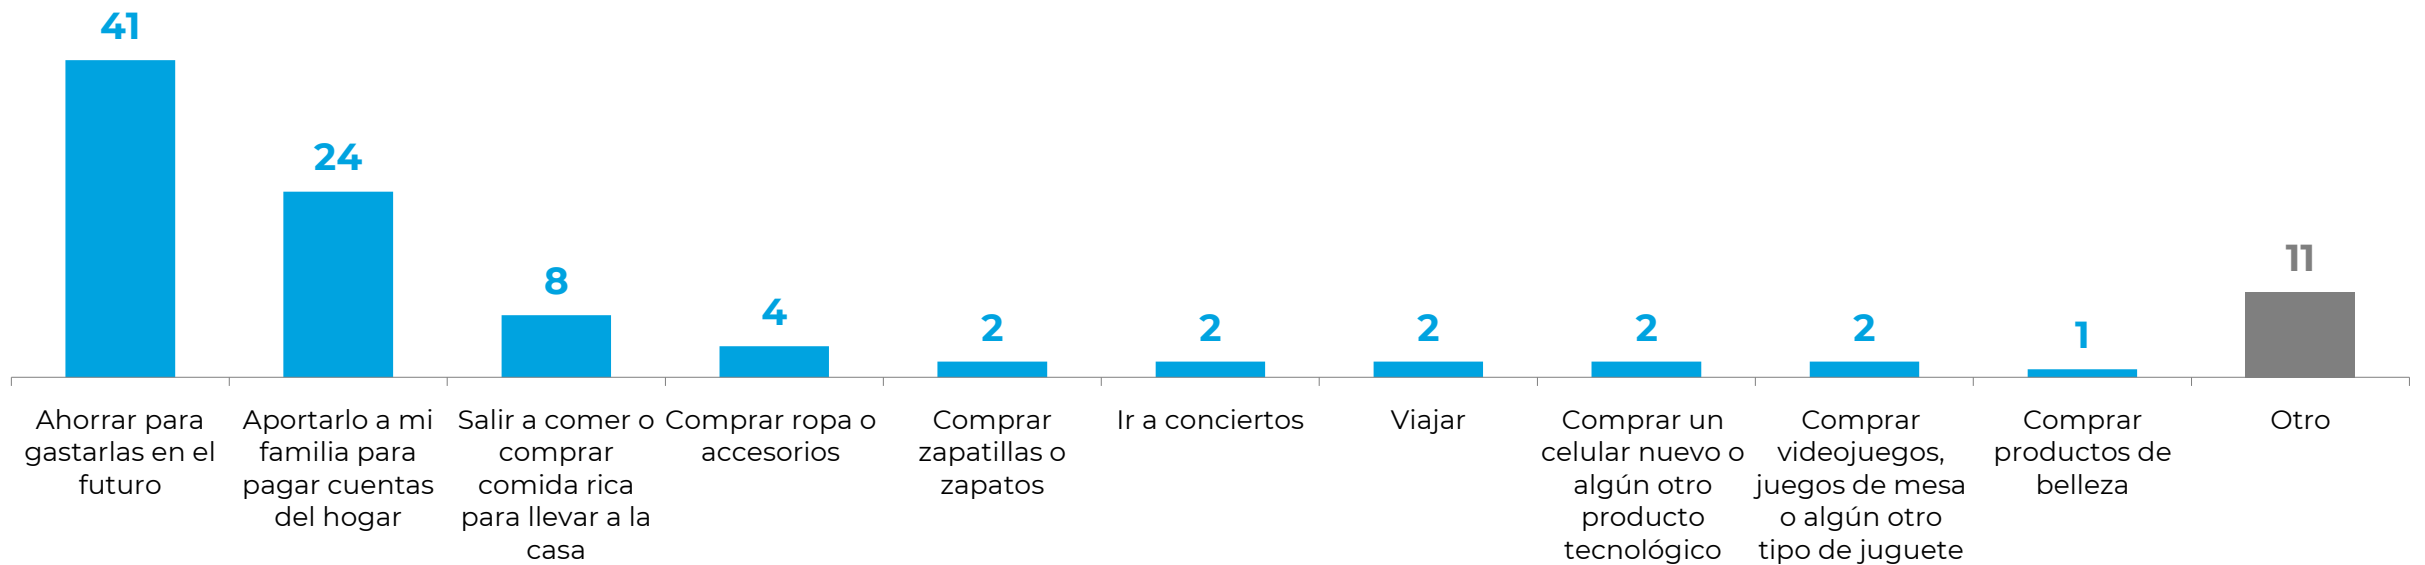 41
24
8
4
2
2
2
2
2
1
11
Ahorrar para
gastarlas en el
futuro
Aportarlo a mi
familia para
pagar cuentas
del hogar
Salir a comer o
comprar
comida rica
para llevar a la
casa
Comprar ropa o
accesorios
Comprar
zapatillas o
zapatos
Ir a conciertos
Viajar
Comprar un
celular nuevo o
algún otro
producto
tecnológico
Comprar
videojuegos,
juegos de mesa
o algún otro
tipo de juguete
Comprar
productos de
belleza
Otro